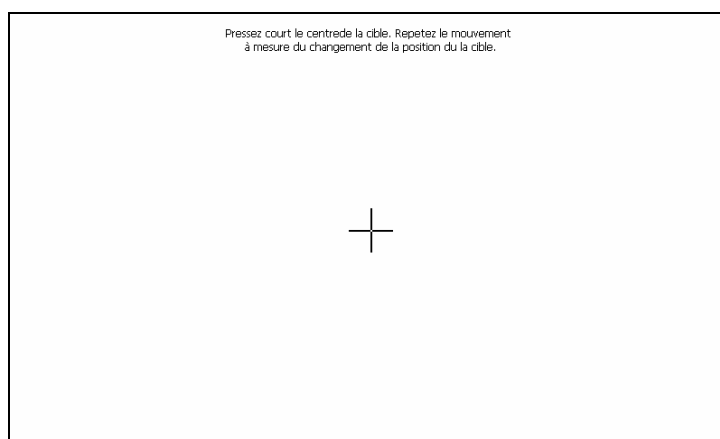 Pressez court le centrede la cible. Repetez le mouvement
à mesure du changement de la position du la cible.